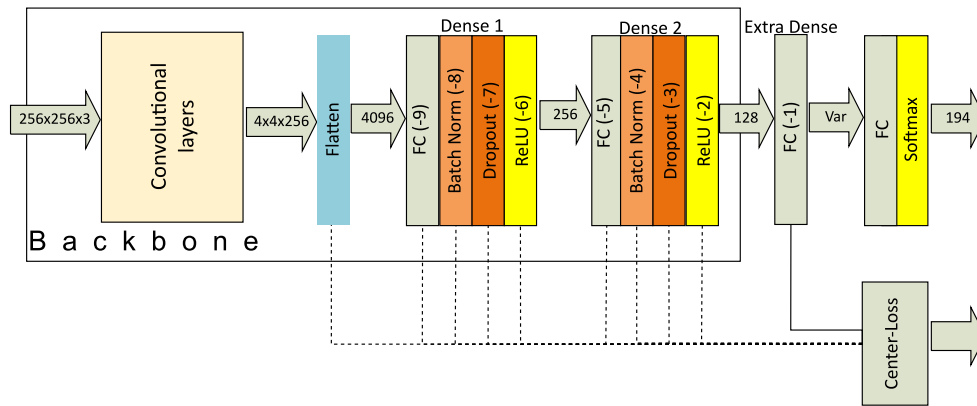 Dense 1
Dense 2
Extra Dense
256x256x3
Convolutional
layers
4x4x256
Flatten
4096
FC (-9)
Batch Norm (-8)
Dropout (-7)
ReLU (-6)
256
FC (-5)
Batch Norm (-4)
Dropout (-3)
ReLU (-2)
128
FC (-1)
Var
FC
Softmax
194
Backbone
Center-Loss